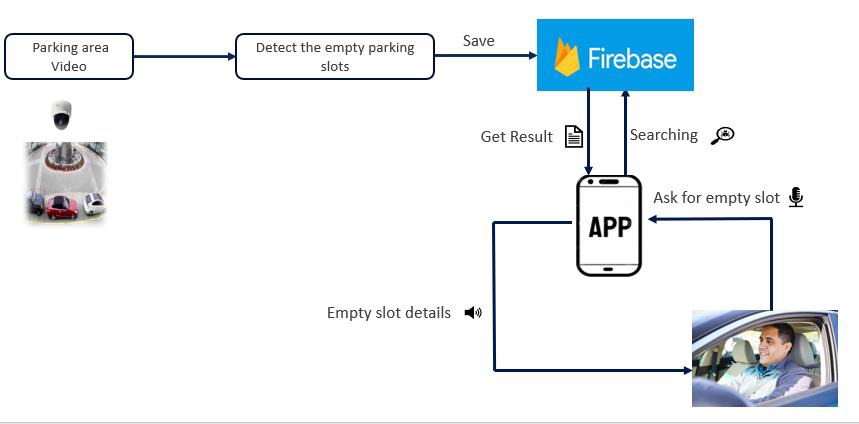 Parking area
Video
Detect the empty parking
slots
Save
Firebase
Get Result
Searching
Ask for empty slot
APP
Empty slot details